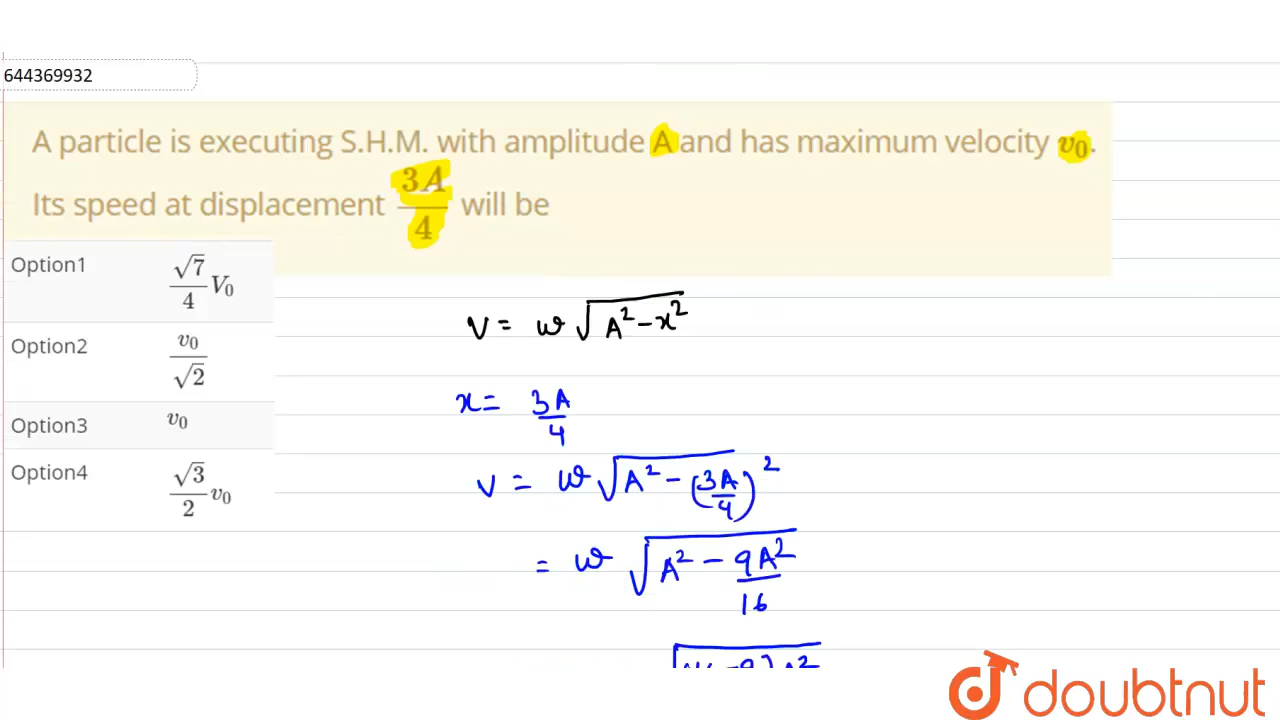 644369932
A particle is executing S.H.M. with amplitude A and has maximum velocity v₀.
Its speed at displacement 3A/4 will be
Option1 √7/4 V₀
Option2 v₀/√2
Option3 v₀
Option4 √3/2 v₀
V = w √(A² - x²)
x = 3A/4
V = w √(A² - (3A/4)²)
= w √(A² - 9A²/16)
doubtnut